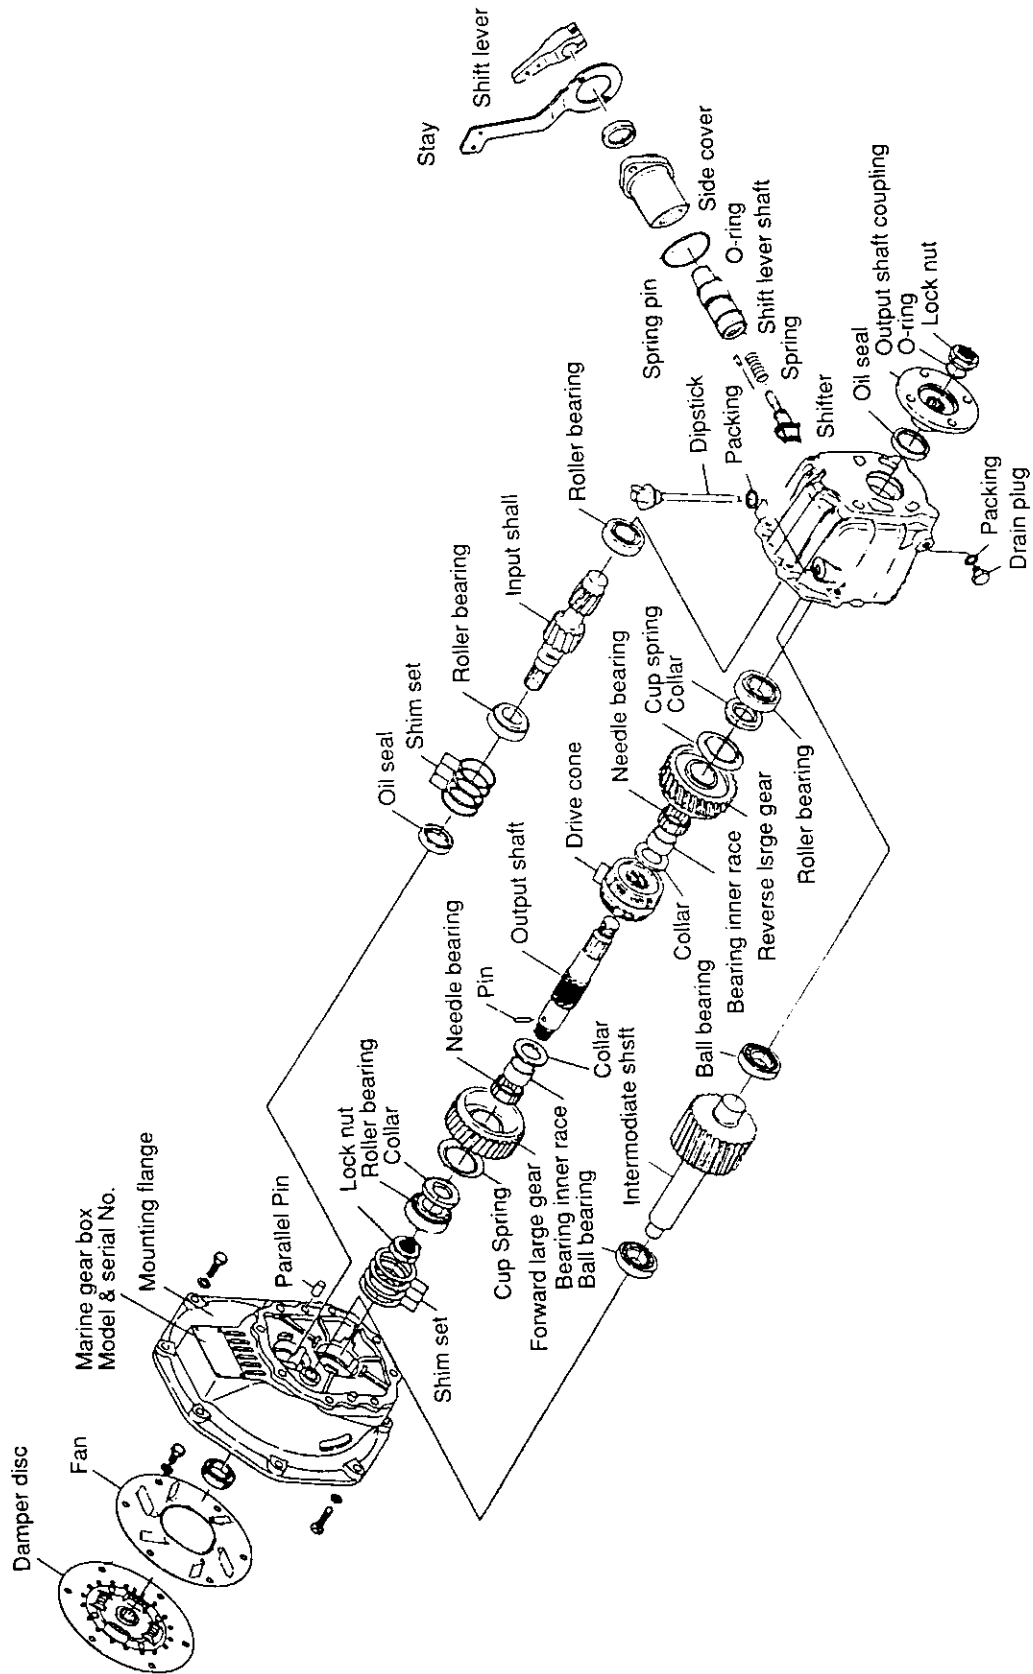 Damper disc
Fan
Marine gear box
Model & serial No.
Mounting flange
Parallel Pin
Shim set
Lock nut
Roller bearing
Collar
Cup Spring
Forward large gear
Bearing inner race
Ball bearing
Needle bearing
Pin
Collar
Intermodiate shsft
Output shaft
Ball bearing
Drive cone
Collar
Bearing inner race
Reverse lsrge gear
Roller bearing
Needle bearing
Cup spring
Collar
Oil seal
Shim set
Roller bearing
Input shall
Roller bearing
Dipstick
Packing
Shifter
Spring pin
Spring
Shift lever shaft
O-ring
Side cover
Stay
Shift lever
Oil seal
Output shaft coupling
O-ring
Lock nut
Packing
Drain plug